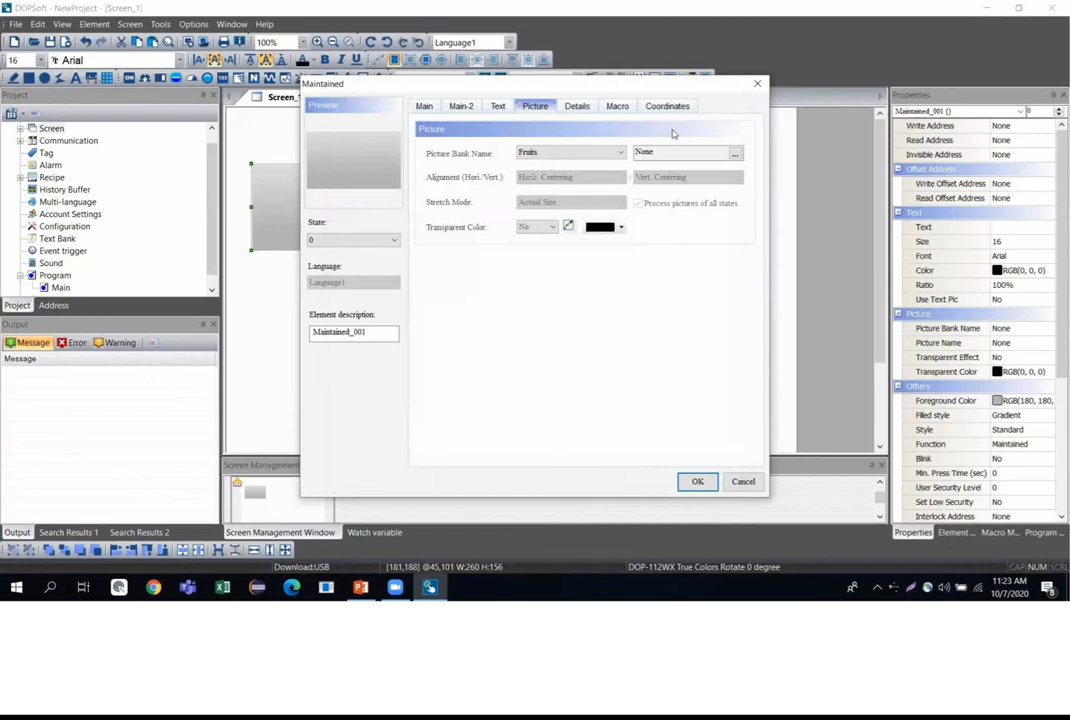 DOPSoft - NewProject - [Screen_1]
File Edit View Element Screen Tools Options Window Help
100% Language1
16 Arial
Project
Screen
Communication
Tag
Alarm
Recipe
History Buffer
Multi-language
Account Settings
Configuration
Text Bank
Event trigger
Sound
Program
Main
Project Address
Output
Message Error Warning
Message
Output Search Results 1 Search Results 2
Maintained
Preview
State:
0
Language:
Language1
Element description:
Maintained_001
Main Main-2 Text Picture Details Macro Coordinates
Picture
Picture Bank Name: Fruits None ...
Alignment (Hori./Vert.): Horiz. Centering / Vert. Centering
Stretch Mode: Actual Size Process pictures of all states
Transparent Color: No
OK Cancel
Screen Management
Screen Management Window Watch variable
Properties
Maintained_001 {} 0
Write Address None
Read Address None
Invisible Address None
Offset Address
Write Offset Address None
Read Offset Address None
Text
Text
Size 16
Font Arial
Color RGB(0, 0, 0)
Ratio 100%
Use Text Pic No
Picture
Picture Bank Name None
Picture Name None
Transparent Effect No
Transparent Color RGB(0, 0, 0)
Others
Foreground Color RGB(180, 180,
Filled style Gradient
Style Standard
Function Maintained
Blink No
Min. Press Time (sec) 0
User Security Level 0
Set Low Security No
Interlock Address None
Properties Element ... Macro M... Program ...
Download:USB [181,188] @45,101 W:260 H:156 DOP-112WX True Colors Rotate 0 degree CAP NUM SCRL
11:23 AM
10/7/2020
8